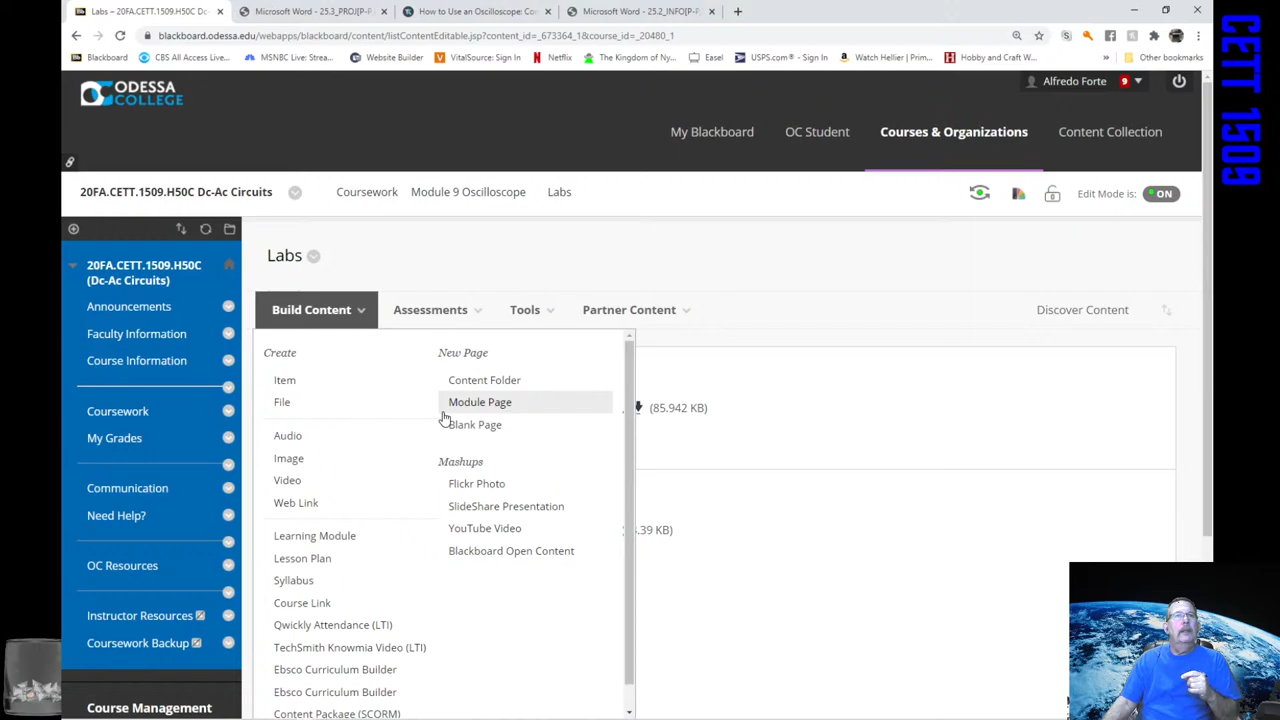 Labs – 20FA.CETT.1509.H50C Dc
Microsoft Word - 25.3_PROJ[P-P
How to Use an Oscilloscope: Con
Microsoft Word - 25.2_INFO[P-P
blackboard.odessa.edu/webapps/blackboard/content/listContentEditable.jsp?content_id=_673364_1&course_id=_20480_1
Blackboard
CBS All Access Live...
MSNBC Live: Stream...
Website Builder
VitalSource: Sign In
Netflix
The Kingdom of Ny...
Easel
USPS.com® - Sign In
Watch Hellier | Prim...
Hobby and Craft W...
»
Other bookmarks
CETT 1509
ODESSA
COLLEGE
Alfredo Forte
9
My Blackboard
OC Student
Courses & Organizations
Content Collection
20FA.CETT.1509.H50C Dc-Ac Circuits
Coursework
Module 9 Oscilloscope
Labs
Edit Mode is:
ON
20FA.CETT.1509.H50C
(Dc-Ac Circuits)
Announcements
Faculty Information
Course Information
Coursework
My Grades
Communication
Need Help?
OC Resources
Instructor Resources
Coursework Backup
Course Management
Labs
Build Content
Assessments
Tools
Partner Content
Discover Content
Create
Item
File
Audio
Image
Video
Web Link
Learning Module
Lesson Plan
Syllabus
Course Link
Qwickly Attendance (LTI)
TechSmith Knowmia Video (LTI)
Ebsco Curriculum Builder
Ebsco Curriculum Builder
Content Package (SCORM)
New Page
Content Folder
Module Page
Blank Page
Mashups
Flickr Photo
SlideShare Presentation
YouTube Video
Blackboard Open Content
(85.942 KB)
.39 KB)